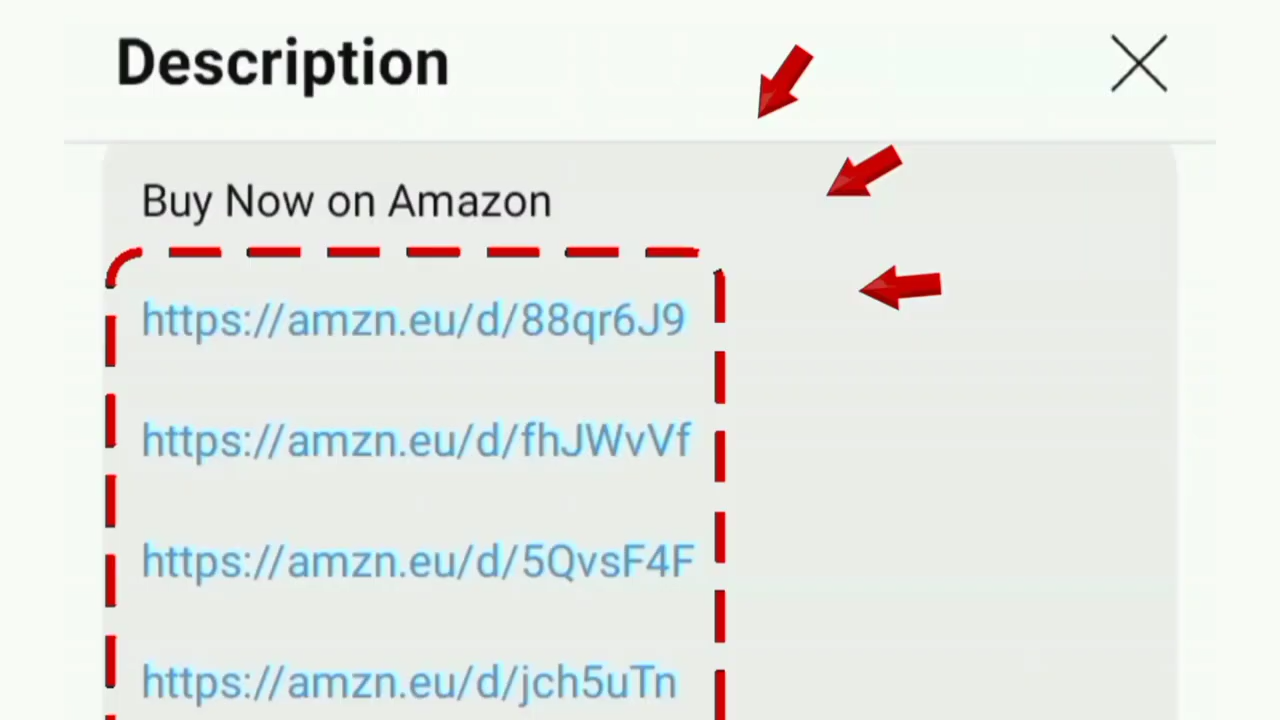 Description
Buy Now on Amazon
https://amzn.eu/d/88qr6J9
https://amzn.eu/d/fhJWvVf
https://amzn.eu/d/5QvsF4F
https://amzn.eu/d/jch5uTn